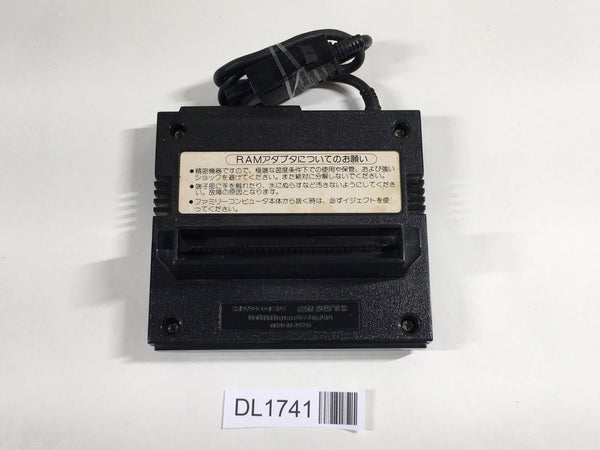 RAMアダプタについてのお願い
●精密機器ですので、極端な温度条件下での使用や保管、および強い
ショックを避けてください。また絶対に分解しないでください。
●端子部に手を触れたり、水にぬらすなど汚さないようにしてくださ
い。故障の原因となります。
●ファミリーコンピュータ本体から抜く時は、必ずイジェクトを使
ってください。
DL1741